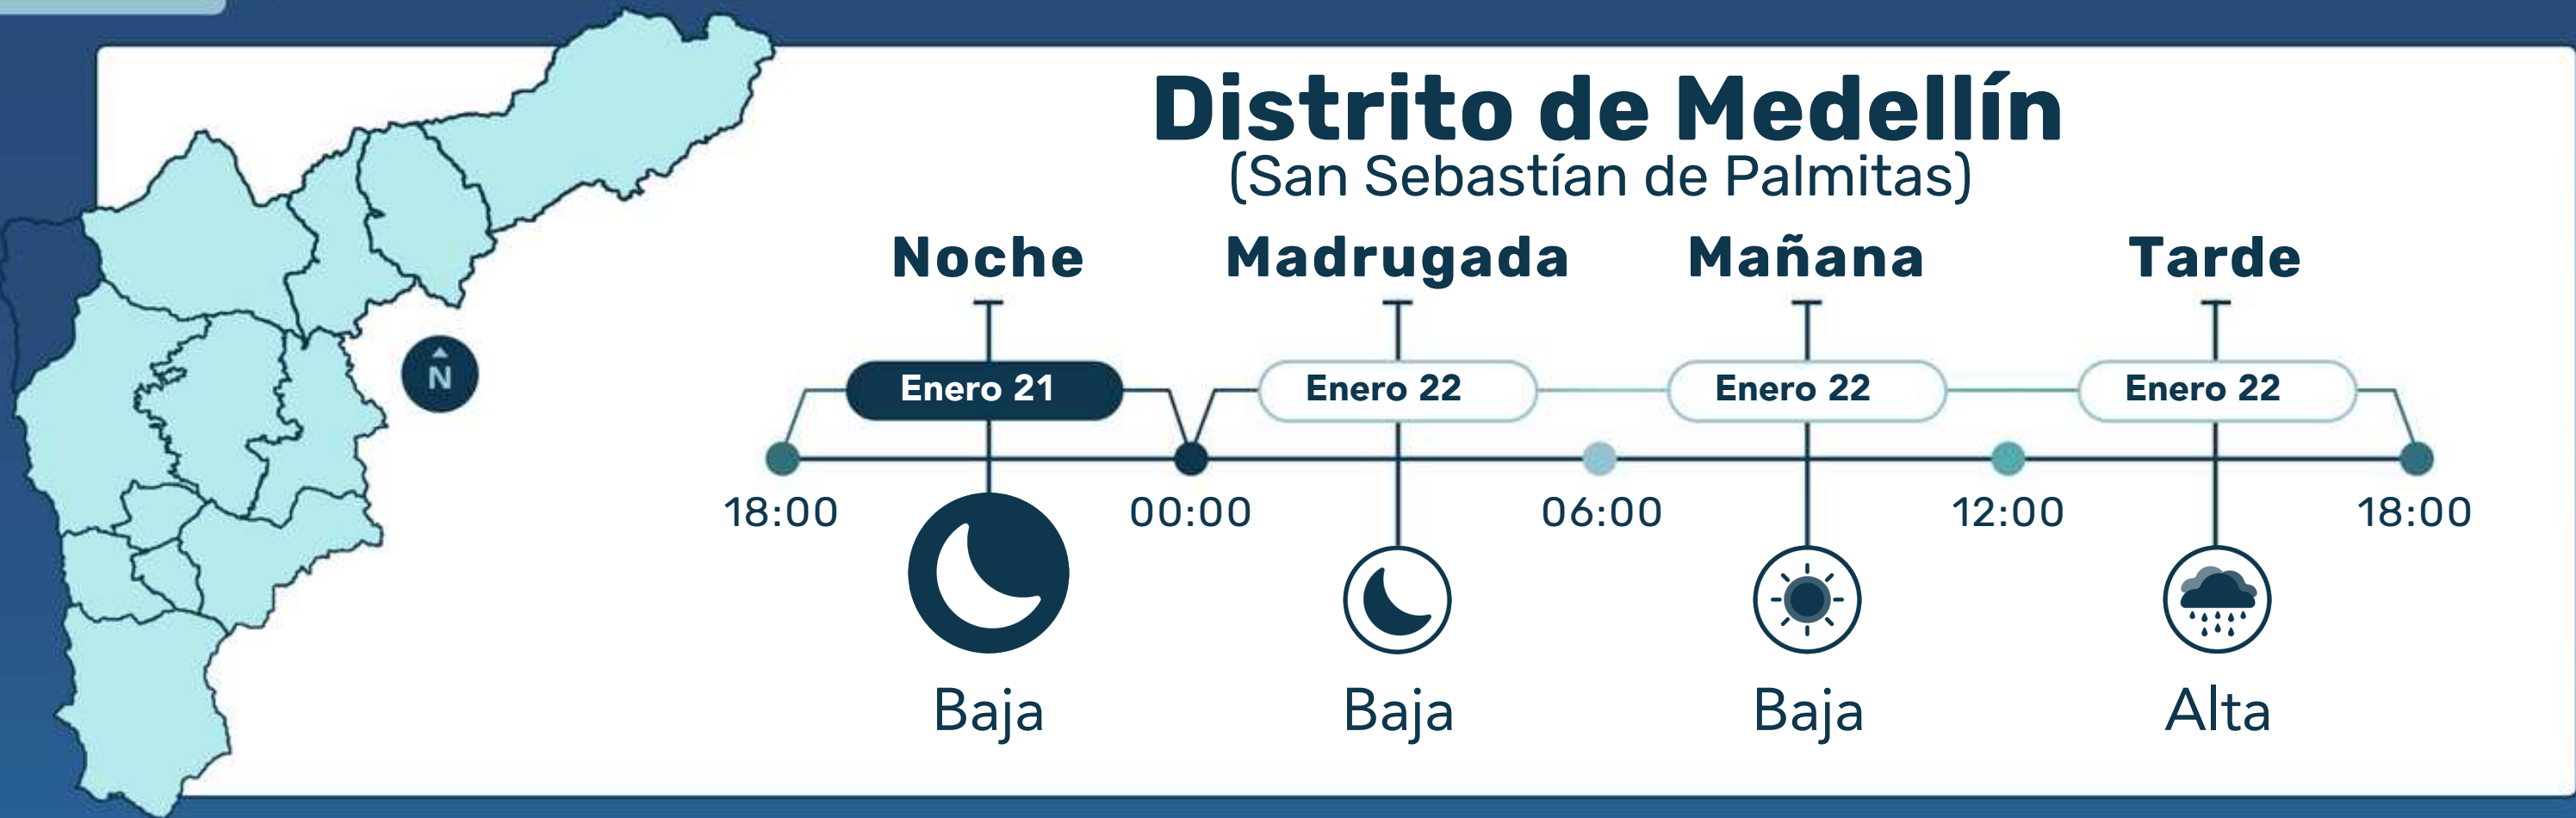 Distrito de Medellín
(San Sebastían de Palmitas)
Noche Madrugada Mañana Tarde
N
Enero 21 Enero 22 Enero 22 Enero 22
18:00 00:00 06:00 12:00 18:00
Baja Baja Baja Alta